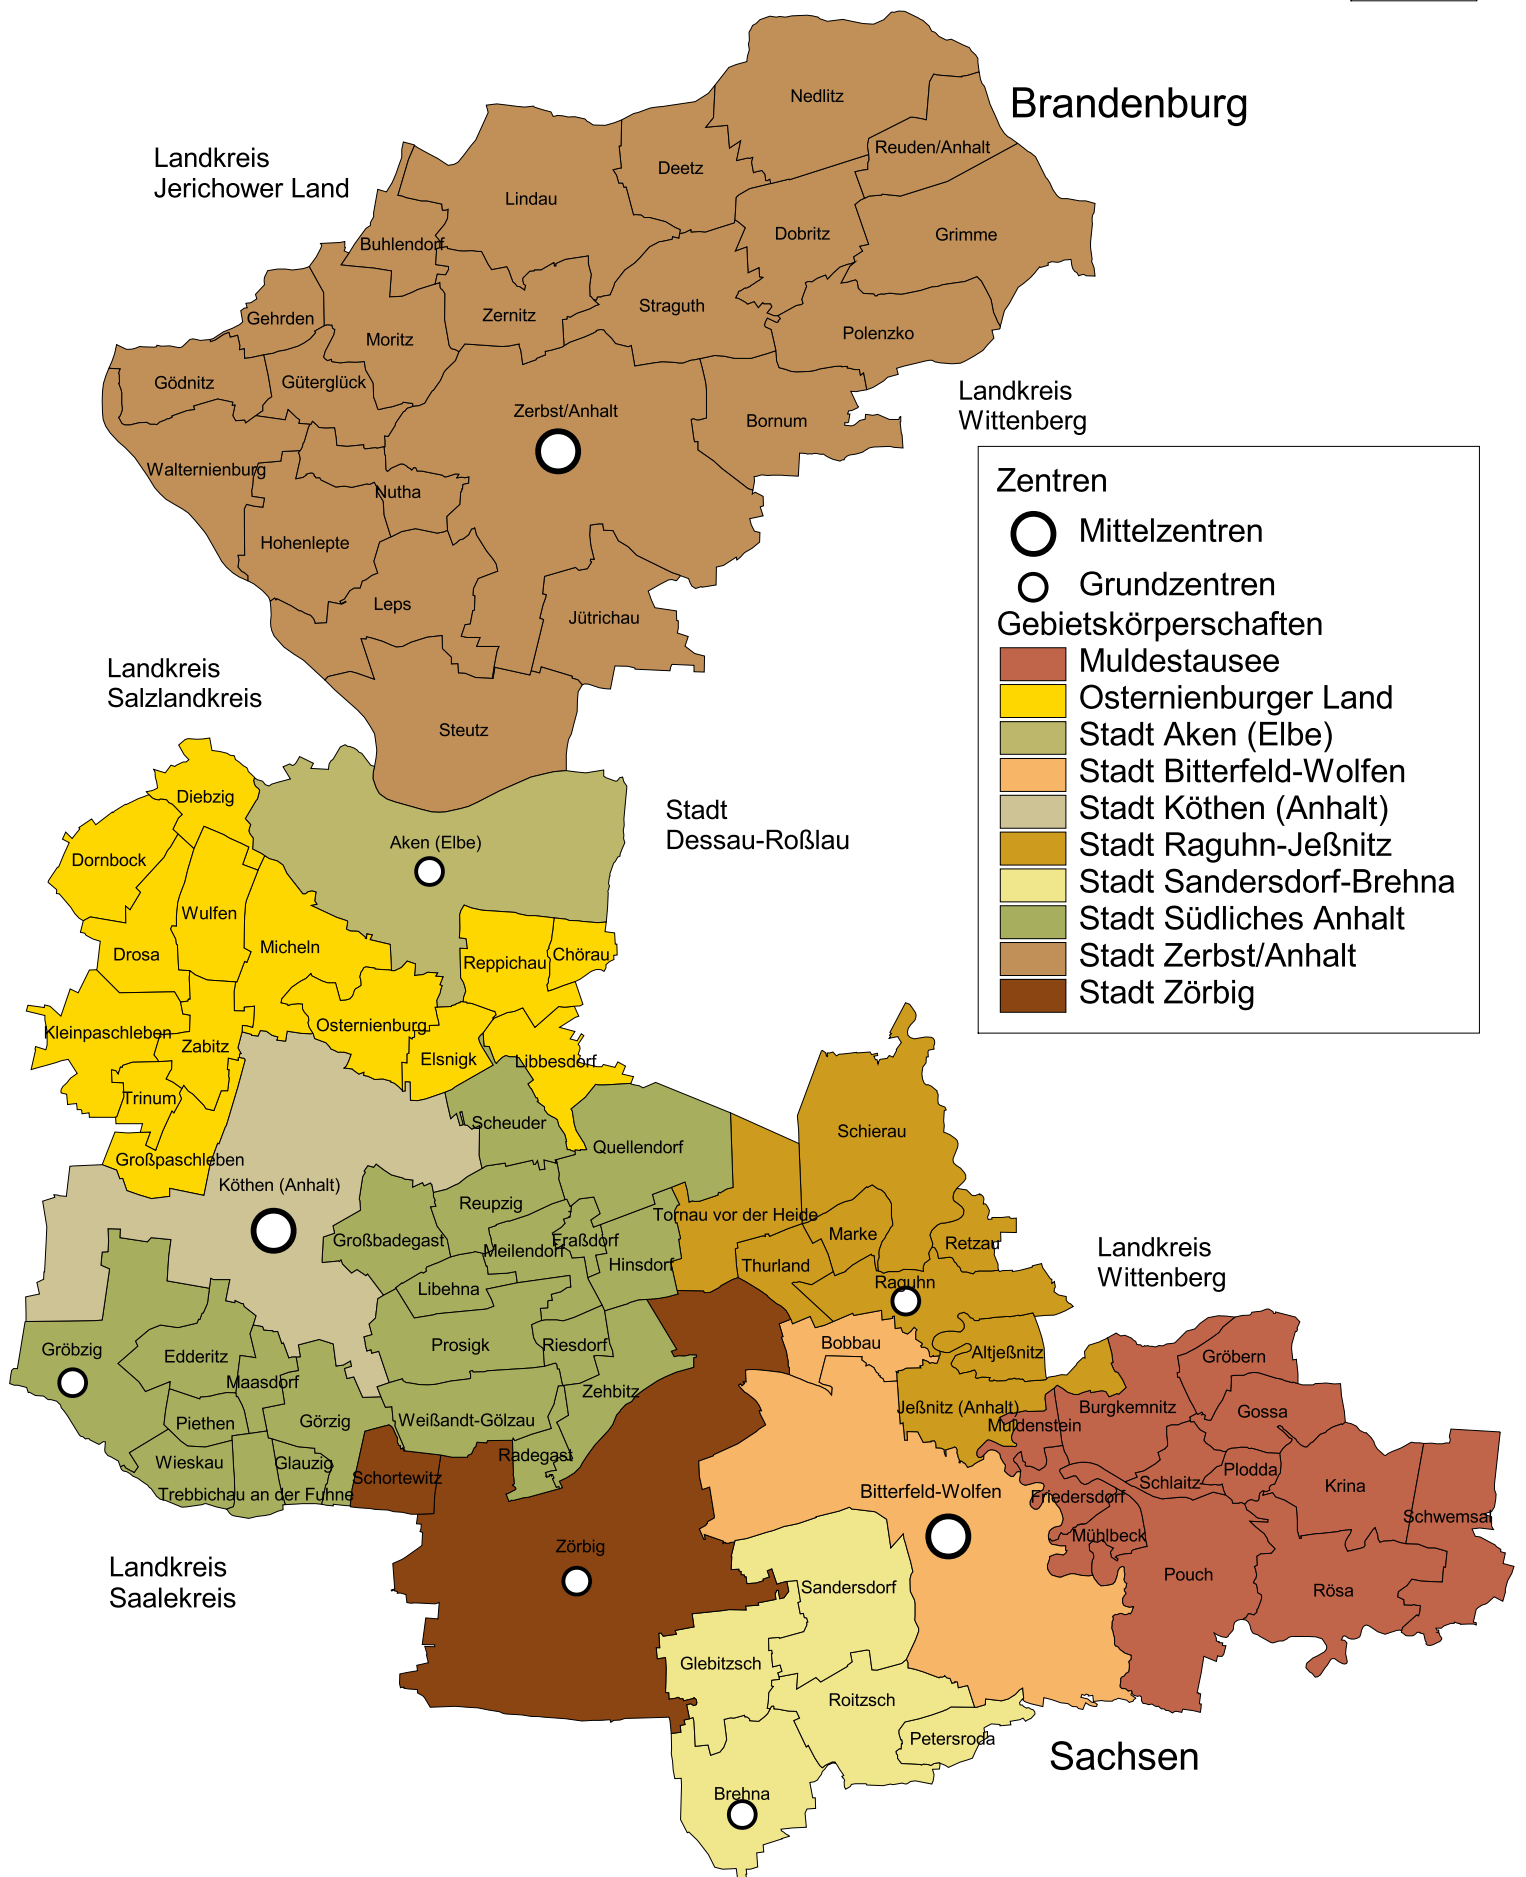 Brandenburg
Nedlitz
Reuden/Anhalt
Landkreis
Jerichower Land
Deetz
Lindau
Dobritz
Grimme
Buhlendorf
Gehrden
Zernitz
Straguth
Moritz
Polenzko
Gödnitz
Güterglück
Zerbst/Anhalt
Bornum
Landkreis
Wittenberg
Walternienburg
Nutha
Hohenlepte
Leps
Jütrichau
Zentren
Mittelzentren
Grundzentren
Gebietskörperschaften
Muldestausee
Osternienburger Land
Stadt Aken (Elbe)
Stadt Bitterfeld-Wolfen
Stadt Köthen (Anhalt)
Stadt Raguhn-Jeßnitz
Stadt Sandersdorf-Brehna
Stadt Südliches Anhalt
Stadt Zerbst/Anhalt
Stadt Zörbig
Landkreis
Salzlandkreis
Steutz
Diebzig
Stadt
Dessau-Roßlau
Aken (Elbe)
Dornbock
Wulfen
Micheln
Drosa
Reppichau
Chörau
Kleinpaschleben
Zabitz
Osternienburg
Elsnigk
Libbesdorf
Trinum
Scheuder
Quellendorf
Schierau
Großpaschleben
Köthen (Anhalt)
Reupzig
Tornau vor der Heide
Großbadegast
Meilendorf
Fraßdorf
Hinsdorf
Marke
Retzau
Thurland
Raguhn
Libehna
Landkreis
Wittenberg
Gröbzig
Edderitz
Prosigk
Riesdorf
Bobbau
Altjeßnitz
Gröbern
Maasdorf
Zehbitz
Piethen
Görzig
Weißandt-Gölzau
Jeßnitz (Anhalt)
Muldenstein
Burgkemnitz
Gossa
Wieskau
Glauzig
Radegast
Schortewitz
Trebbichau an der Fuhne
Bitterfeld-Wolfen
Friedersdorf
Schlaitz
Plodda
Krina
Schwemsal
Mühlbeck
Zörbig
Landkreis
Saalekreis
Sandersdorf
Pouch
Rösa
Glebitzsch
Roitzsch
Petersroda
Sachsen
Brehna